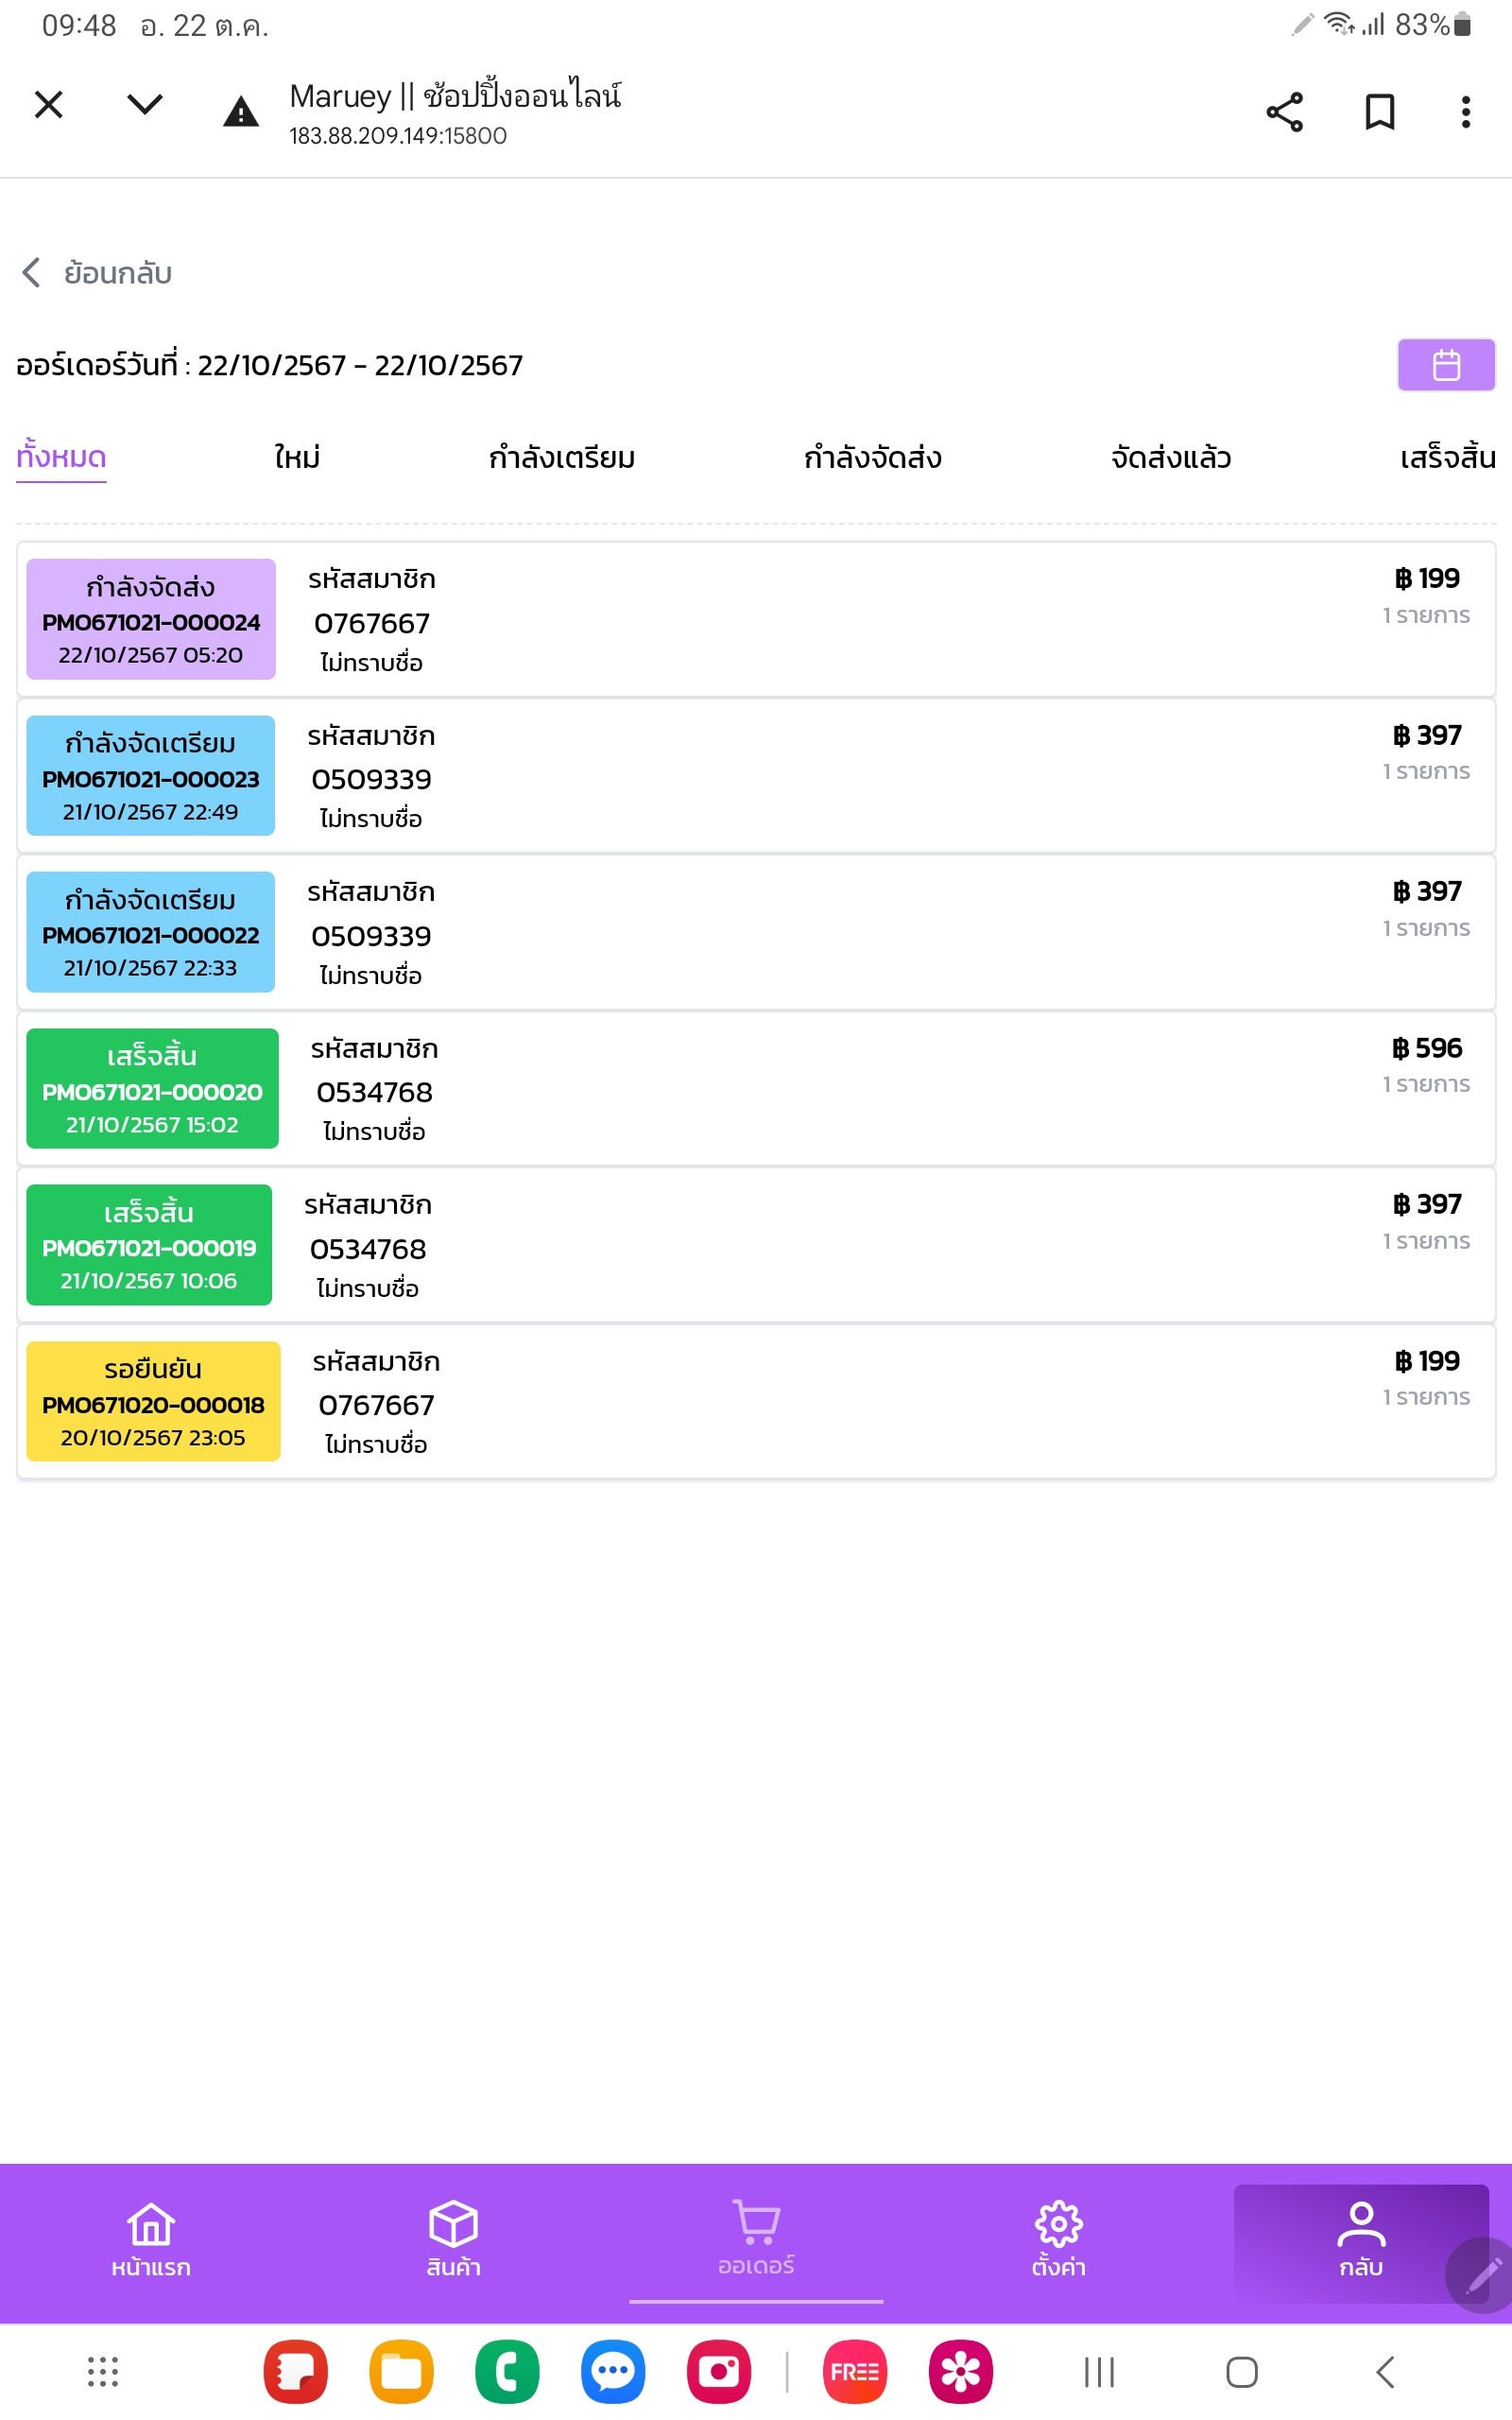 09:48 อ. 22 ต.ค.
83%
Maruey || ช้อปปิ้งออนไลน์
183.88.209.149:15800
ย้อนกลับ
ออร์เดอร์วันที่ : 22/10/2567 - 22/10/2567
ทั้งหมด ใหม่ กำลังเตรียม กำลังจัดส่ง จัดส่งแล้ว เสร็จสิ้น
กำลังจัดส่ง
PMO671021-000024
22/10/2567 05:20
รหัสสมาชิก
0767667
ไม่ทราบชื่อ
฿ 199
1 รายการ
กำลังจัดเตรียม
PMO671021-000023
21/10/2567 22:49
รหัสสมาชิก
0509339
ไม่ทราบชื่อ
฿ 397
1 รายการ
กำลังจัดเตรียม
PMO671021-000022
21/10/2567 22:33
รหัสสมาชิก
0509339
ไม่ทราบชื่อ
฿ 397
1 รายการ
เสร็จสิ้น
PMO671021-000020
21/10/2567 15:02
รหัสสมาชิก
0534768
ไม่ทราบชื่อ
฿ 596
1 รายการ
เสร็จสิ้น
PMO671021-000019
21/10/2567 10:06
รหัสสมาชิก
0534768
ไม่ทราบชื่อ
฿ 397
1 รายการ
รอยืนยัน
PMO671020-000018
20/10/2567 23:05
รหัสสมาชิก
0767667
ไม่ทราบชื่อ
฿ 199
1 รายการ
หน้าแรก สินค้า ออเดอร์ ตั้งค่า กลับ
FREE